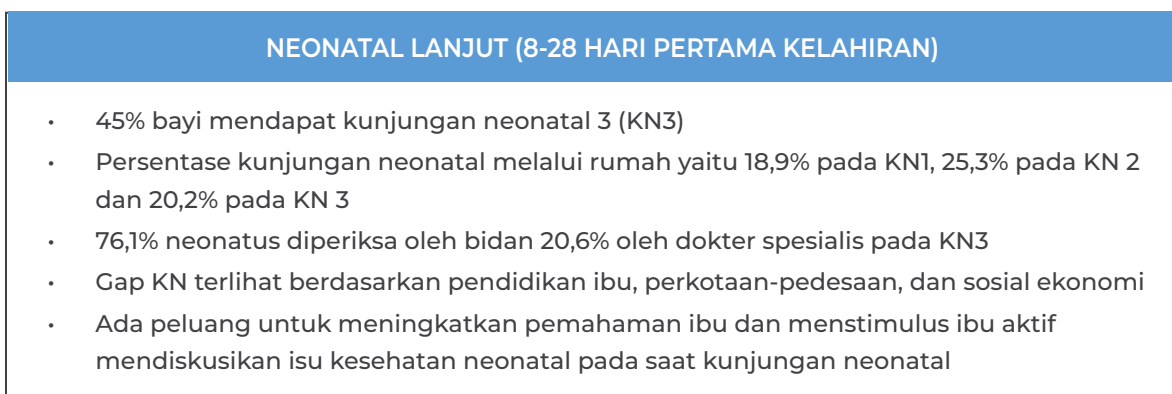 NEONATAL LANJUT (8-28 HARI PERTAMA KELAHIRAN)
• 45% bayi mendapat kunjungan neonatal 3 (KN3)
• Persentase kunjungan neonatal melalui rumah yaitu 18,9% pada KN1, 25,3% pada KN 2
dan 20,2% pada KN 3
• 76,1% neonatus diperiksa oleh bidan 20,6% oleh dokter spesialis pada KN3
• Gap KN terlihat berdasarkan pendidikan ibu, perkotaan-pedesaan, dan sosial ekonomi
• Ada peluang untuk meningkatkan pemahaman ibu dan menstimulus ibu aktif
mendiskusikan isu kesehatan neonatal pada saat kunjungan neonatal